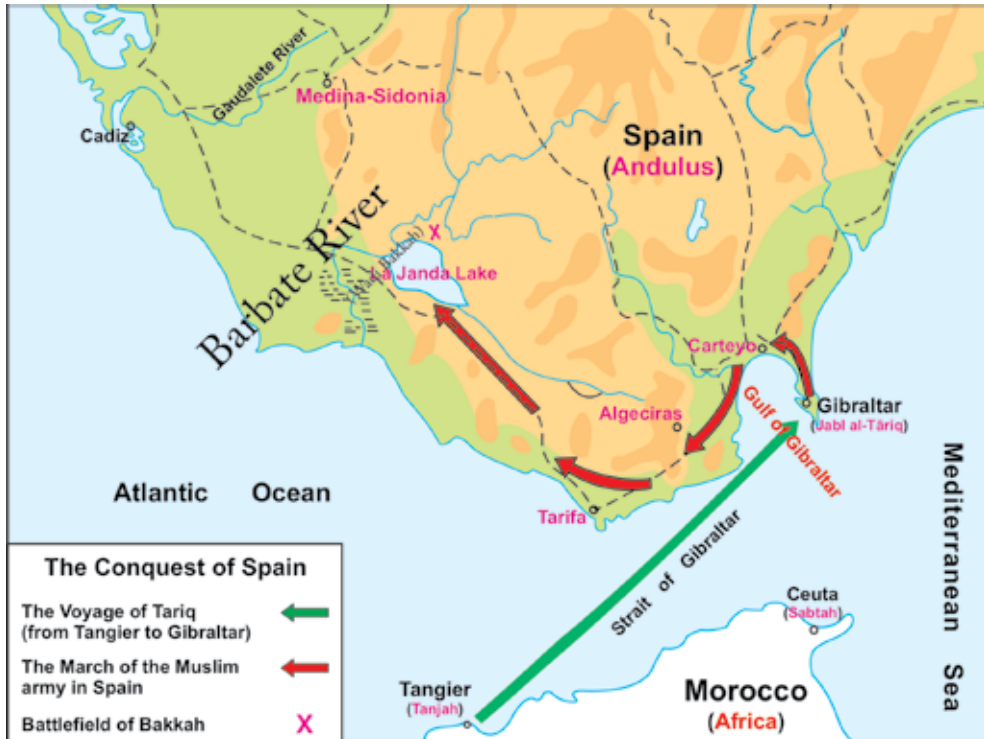 Gaudalete River
Medina-Sidonia
Cadiz
Spain
(Andulus)
Barbate River
(Wadi Bakkah)
X
La Janda Lake
Carteyo
Gibraltar
(Jabl al-Tāriq)
Gulf of Gibraltar
Algeciras
Tarifa
Atlantic Ocean
Mediterranean Sea
Strait of Gibraltar
Ceuta
(Sabtah)
Tangier
(Tanjah)
Morocco
(Africa)
The Conquest of Spain
The Voyage of Tariq
(from Tangier to Gibraltar)
The March of the Muslim
army in Spain
Battlefield of Bakkah X